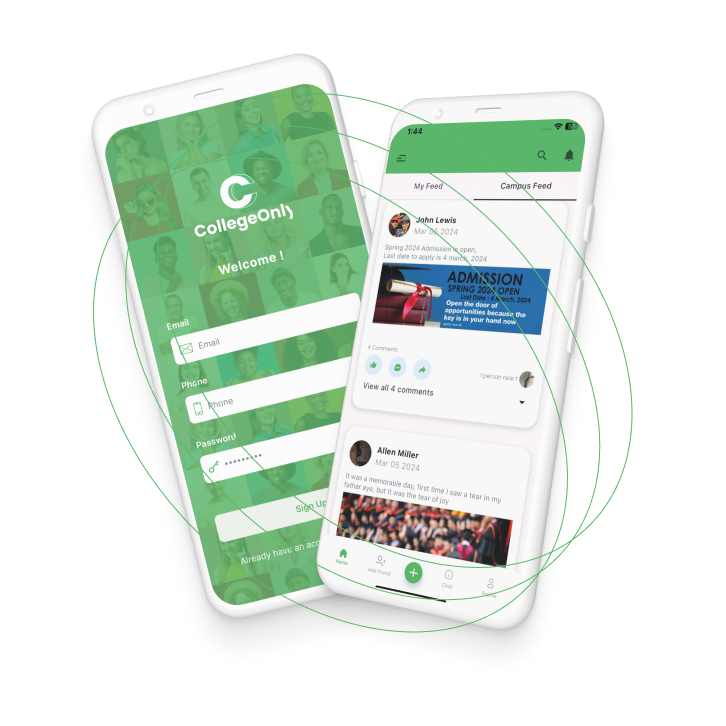 CollegeOnly
Welcome !
Email
Email
Phone
Phone
Password
Sign Up
Already have an acco
1:44
My Feed
Campus Feed
John Lewis
Mar 05 2024
Spring 2024 Admission is open,
Last date to apply is 4 march, 2024
ADMISSION
SPRING 2024 OPEN
Last Date : 4 March, 2024
Open the door of
opportunities because the
key is in your hand now
4 Comments
1 person react
View all 4 comments
Allen Miller
Mar 05 2024
It was a memorable day, first time I saw a tear in my
father eye, but it was the tear of joy
Home
Add Friend
Chat